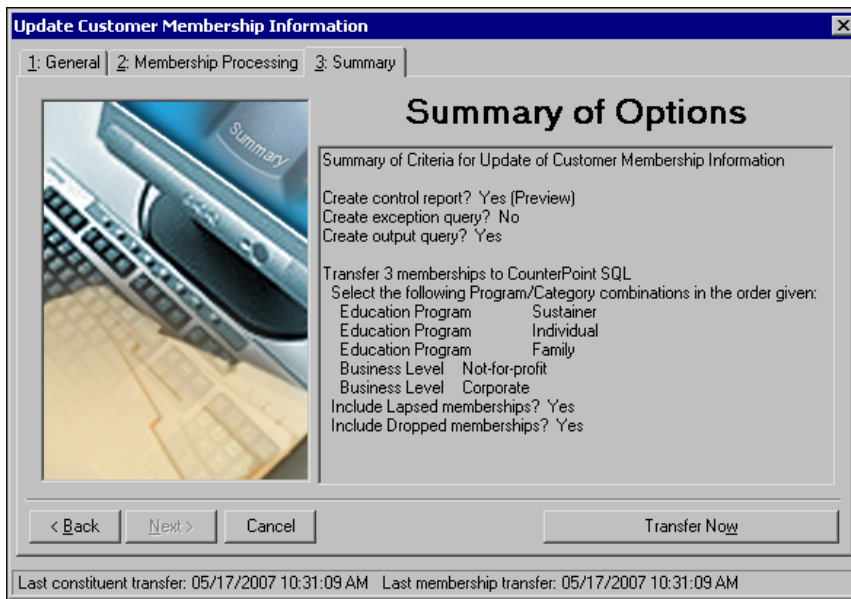 Update Customer Membership Information
1: General 2: Membership Processing 3: Summary
Summary
Summary of Options
Summary of Criteria for Update of Customer Membership Information
Create control report? Yes (Preview)
Create exception query? No
Create output query? Yes
Transfer 3 memberships to CounterPoint SQL
Select the following Program/Category combinations in the order given:
Education Program Sustainer
Education Program Individual
Education Program Family
Business Level Not-for-profit
Business Level Corporate
Include Lapsed memberships? Yes
Include Dropped memberships? Yes
< Back Next > Cancel Transfer Now
Last constituent transfer: 05/17/2007 10:31:09 AM Last membership transfer: 05/17/2007 10:31:09 AM